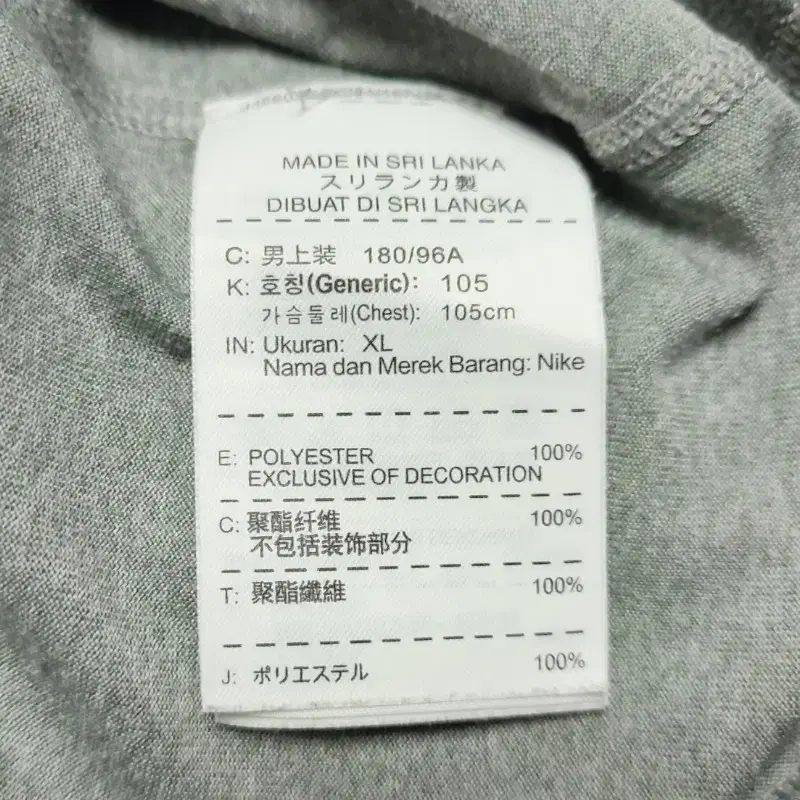 MADE IN SRI LANKA
スリランカ製
DIBUAT DI SRI LANGKA
C: 男上装 180/96A
K: 호칭(Generic): 105
가슴둘레(Chest): 105cm
IN: Ukuran: XL
Nama dan Merek Barang: Nike
E: POLYESTER 100%
EXCLUSIVE OF DECORATION
C: 聚酯纤维 100%
不包括装饰部分
T: 聚酯纖維 100%
J: ポリエステル 100%